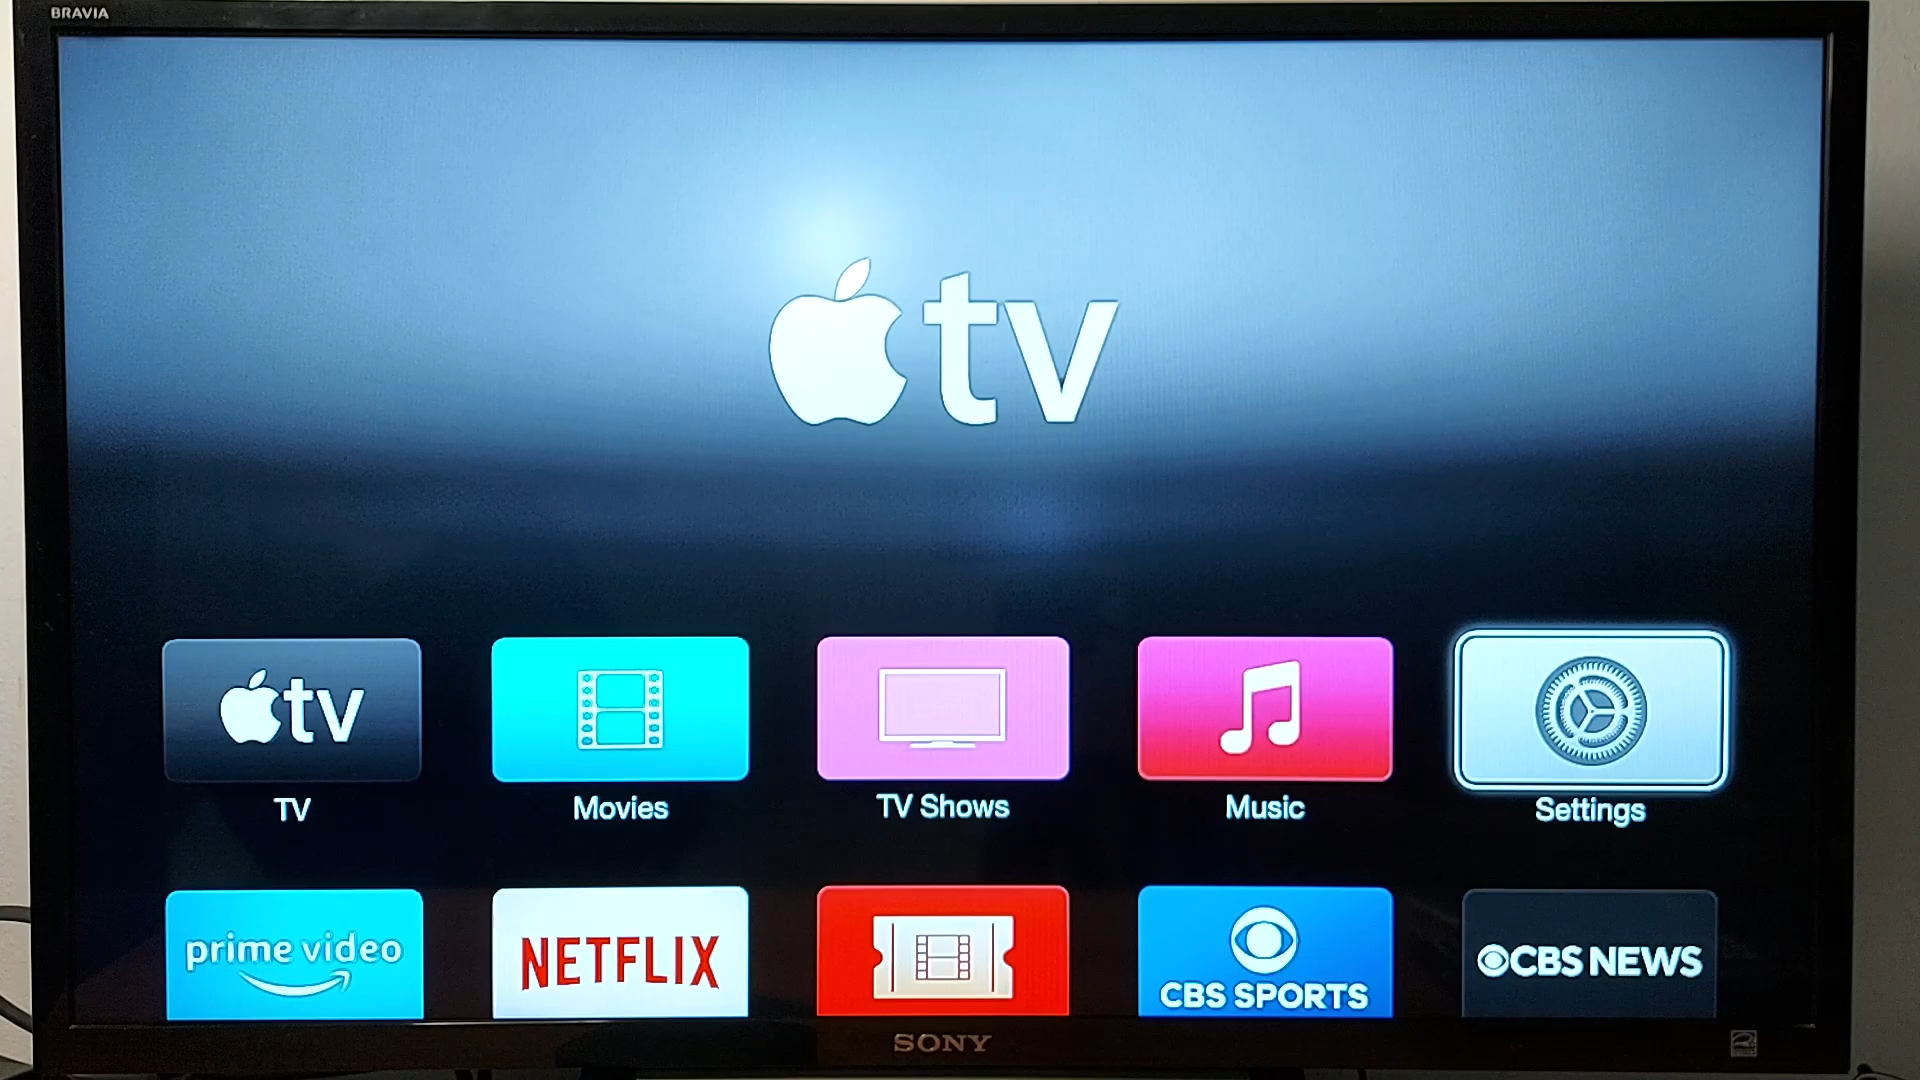 BRAVIA
tv
tv
TV
Movies
TV Shows
Music
Settings
prime video
NETFLIX
CBS SPORTS
CBS NEWS
SONY